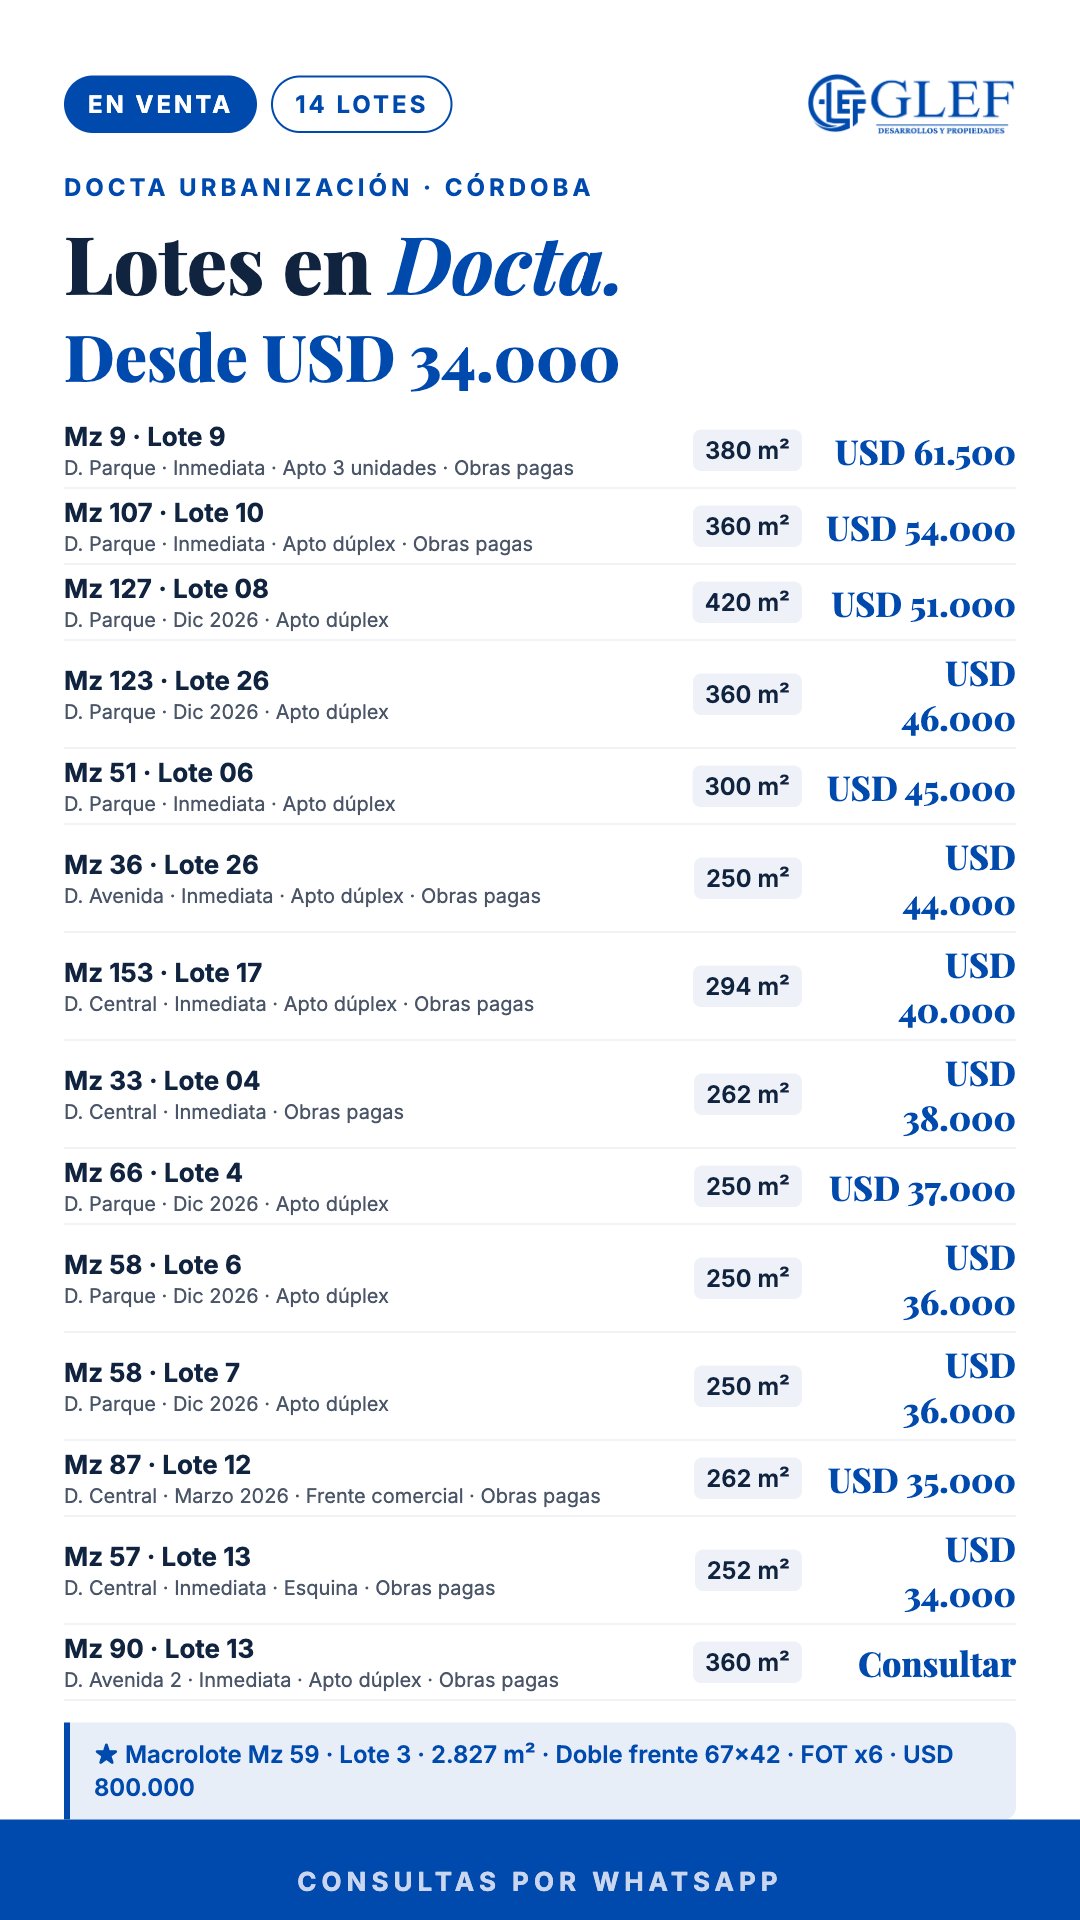 EN VENTA
14 LOTES
GLEF
DESARROLLOS Y PROPIEDADES
DOCTA URBANIZACIÓN · CÓRDOBA
Lotes en Docta.
Desde USD 34.000
Mz 9 · Lote 9
D. Parque · Inmediata · Apto 3 unidades · Obras pagas
380 m²
USD 61.500
Mz 107 · Lote 10
D. Parque · Inmediata · Apto dúplex · Obras pagas
360 m²
USD 54.000
Mz 127 · Lote 08
D. Parque · Dic 2026 · Apto dúplex
420 m²
USD 51.000
Mz 123 · Lote 26
D. Parque · Dic 2026 · Apto dúplex
360 m²
USD
46.000
Mz 51 · Lote 06
D. Parque · Inmediata · Apto dúplex
300 m²
USD 45.000
Mz 36 · Lote 26
D. Avenida · Inmediata · Apto dúplex · Obras pagas
250 m²
USD
44.000
Mz 153 · Lote 17
D. Central · Inmediata · Apto dúplex · Obras pagas
294 m²
USD
40.000
Mz 33 · Lote 04
D. Central · Inmediata · Obras pagas
262 m²
USD
38.000
Mz 66 · Lote 4
D. Parque · Dic 2026 · Apto dúplex
250 m²
USD 37.000
Mz 58 · Lote 6
D. Parque · Dic 2026 · Apto dúplex
250 m²
USD
36.000
Mz 58 · Lote 7
D. Parque · Dic 2026 · Apto dúplex
250 m²
USD
36.000
Mz 87 · Lote 12
D. Central · Marzo 2026 · Frente comercial · Obras pagas
262 m²
USD 35.000
Mz 57 · Lote 13
D. Central · Inmediata · Esquina · Obras pagas
252 m²
USD
34.000
Mz 90 · Lote 13
D. Avenida 2 · Inmediata · Apto dúplex · Obras pagas
360 m²
Consultar
★ Macrolote Mz 59 · Lote 3 · 2.827 m² · Doble frente 67×42 · FOT x6 · USD
800.000
CONSULTAS POR WHATSAPP